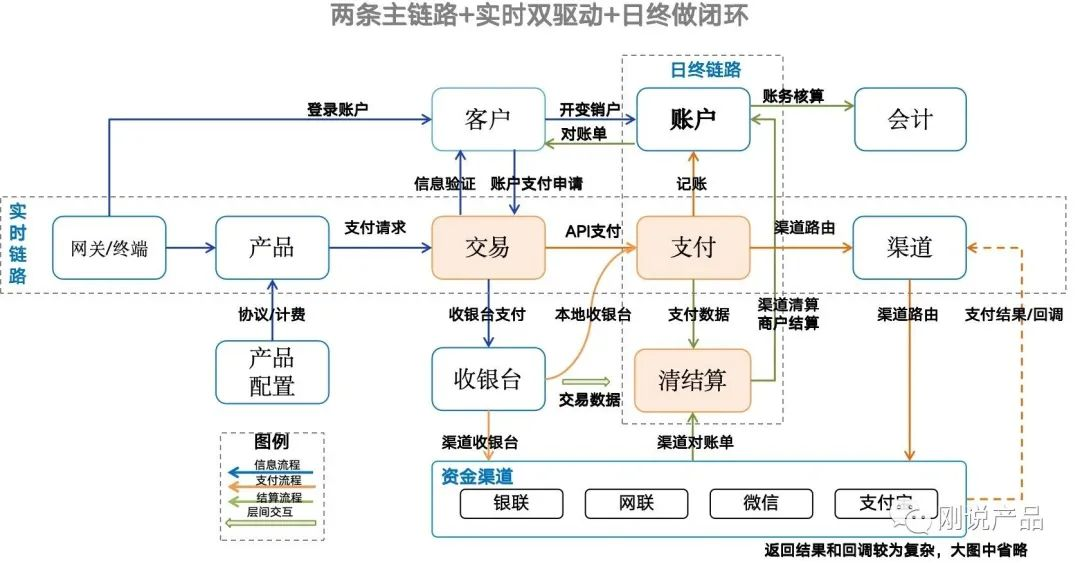 两条主链路+实时双驱动+日终做闭环
日终链路
登录账户
客户
开变销户
对账单
账户
账务核算
会计
信息验证
账户支付申请
记账
实时链路
网关/终端
产品
支付请求
交易
API支付
支付
渠道路由
渠道
协议/计费
收银台支付
本地收银台
支付数据
渠道清算
商户结算
渠道路由
支付结果/回调
产品
配置
收银台
交易数据
清结算
图例
信息流程
支付流程
结算流程
层间交互
渠道收银台
渠道对账单
资金渠道
银联
网联
微信
支付宝
刚说产品
返回结果和回调较为复杂，大图中省略